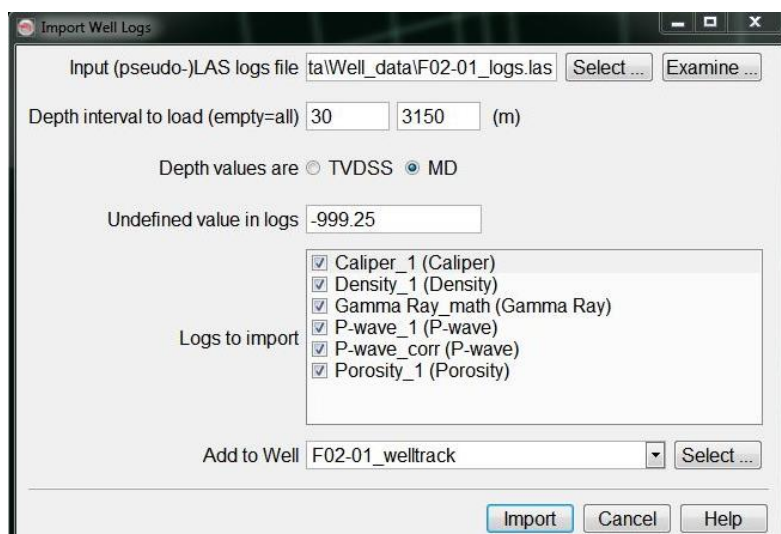 Import Well Logs
Input (pseudo-)LAS logs file ta\Well_data\F02-01_logs.las Select ... Examine ...
Depth interval to load (empty=all) 30 3150 (m)
Depth values are TVDSS MD
Undefined value in logs -999.25
Logs to import
Caliper_1 (Caliper)
Density_1 (Density)
Gamma Ray_math (Gamma Ray)
P-wave_1 (P-wave)
P-wave_corr (P-wave)
Porosity_1 (Porosity)
Add to Well F02-01_welltrack Select ...
Import Cancel Help